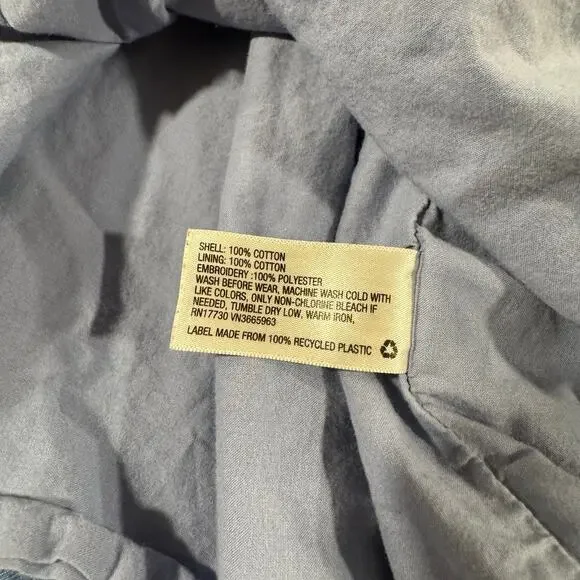 SHELL: 100% COTTON
LINING: 100% COTTON
EMBROIDERY :100% POLYESTER
WASH BEFORE WEAR, MACHINE WASH COLD WITH
LIKE COLORS, ONLY NON-CHLORINE BLEACH IF
NEEDED, TUMBLE DRY LOW, WARM IRON,
RN17730 VN3665963
LABEL MADE FROM 100% RECYCLED PLASTIC